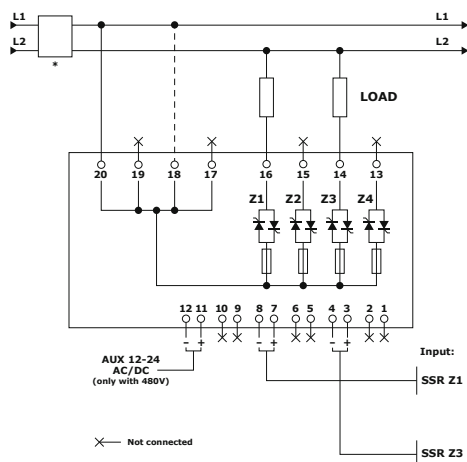 L1 L1
L2 L2
*
LOAD
20 19 18 17 16 15 14 13
Z1 Z2 Z3 Z4
12 11 10 9 8 7 6 5 4 3 2 1
– + – + – +
AUX 12-24
AC/DC
(only with 480V)
Input:
SSR Z1
Not connected
SSR Z3